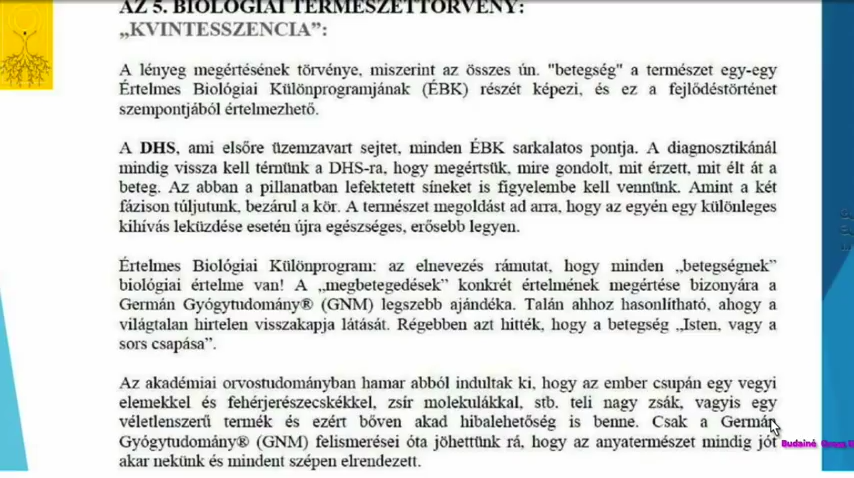 AZ 5. BIOLÓGIAI TERMÉSZETTÖRVÉNY:
„KVINTESSZENCIA”:
A lényeg megértésének törvénye, miszerint az összes ún. "betegség" a természet egy-egy
Értelmes Biológiai Különprogramjának (ÉBK) részét képezi, és ez a fejlődéstörténet
szempontjából értelmezhető.
A DHS, ami elsőre üzemzavart sejtet, minden ÉBK sarkalatos pontja. A diagnosztikánál
mindig vissza kell térnünk a DHS-ra, hogy megértsük, mire gondolt, mit érzett, mit élt át a
beteg. Az abban a pillanatban lefektetett síneket is figyelembe kell vennünk. Amint a két
fázison túljutunk, bezárul a kör. A természet megoldást ad arra, hogy az egyén egy különleges
kihívás leküzdése esetén újra egészséges, erősebb legyen.
Értelmes Biológiai Különprogram: az elnevezés rámutat, hogy minden „betegségnek”
biológiai értelme van! A „megbetegedések” konkrét értelmének megértése bizonyára a
Germán Gyógytudomány® (GNM) legszebb ajándéka. Talán ahhoz hasonlítható, ahogy a
világtalan hirtelen visszakapja látását. Régebben azt hitték, hogy a betegség „Isten, vagy a
sors csapása”.
Az akadémiai orvostudományban hamar abból indultak ki, hogy az ember csupán egy vegyi
elemekkel és fehérjerészecskékkel, zsír molekulákkal, stb. teli nagy zsák, vagyis egy
véletlenszerű termék és ezért bőven akad hibalehetőség is benne. Csak a Germán
Gyógytudomány® (GNM) felismerései óta jöhettünk rá, hogy az anyatermészet mindig jót
akar nekünk és mindent szépen elrendezett.
Budainé